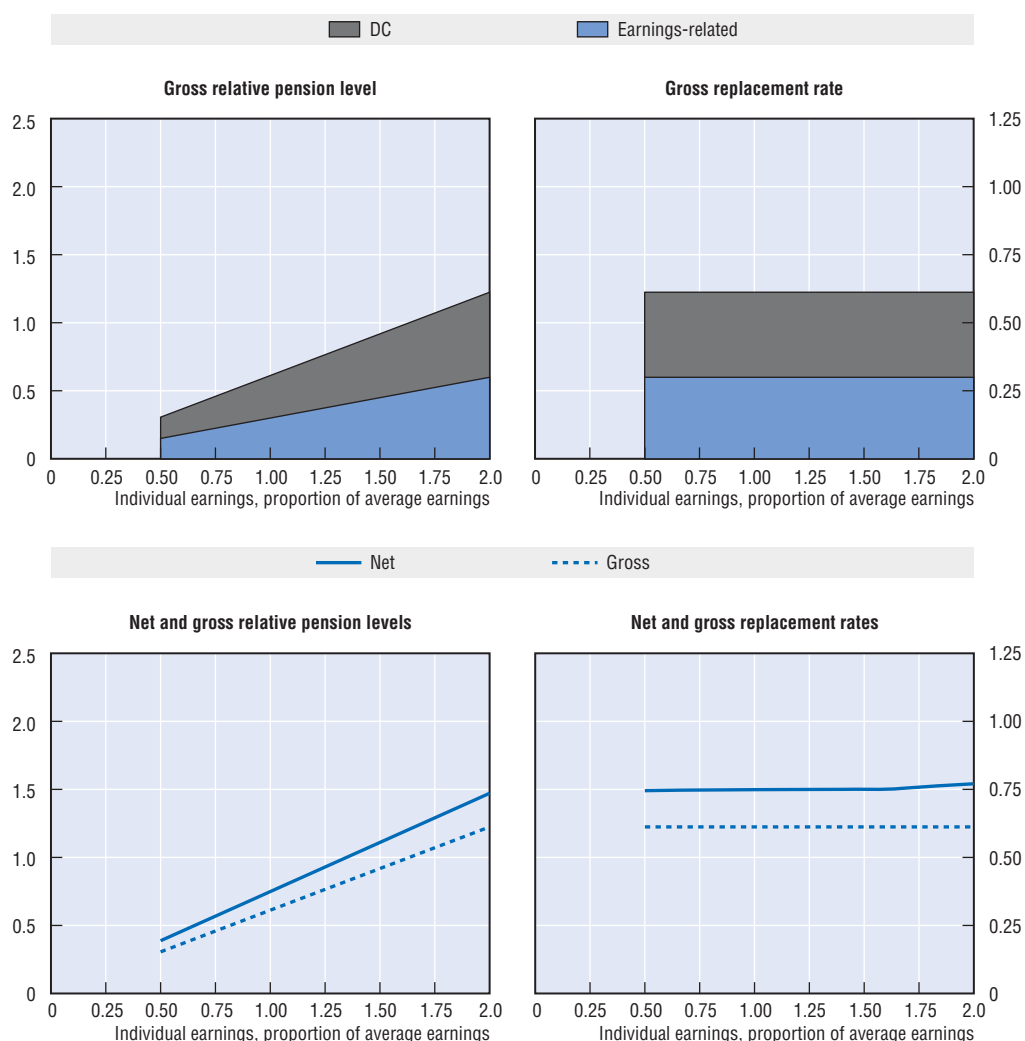 DC Earnings-related
Gross relative pension level
2.5
2.0
1.5
1.0
0.5
0
0 0.25 0.50 0.75 1.00 1.25 1.50 1.75 2.0
Individual earnings, proportion of average earnings
Gross replacement rate
1.25
1.00
0.75
0.50
0.25
0
0 0.25 0.50 0.75 1.00 1.25 1.50 1.75 2.0
Individual earnings, proportion of average earnings
Net Gross
Net and gross relative pension levels
2.5
2.0
1.5
1.0
0.5
0
0 0.25 0.50 0.75 1.00 1.25 1.50 1.75 2.0
Individual earnings, proportion of average earnings
Net and gross replacement rates
1.25
1.00
0.75
0.50
0.25
0
0 0.25 0.50 0.75 1.00 1.25 1.50 1.75 2.0
Individual earnings, proportion of average earnings